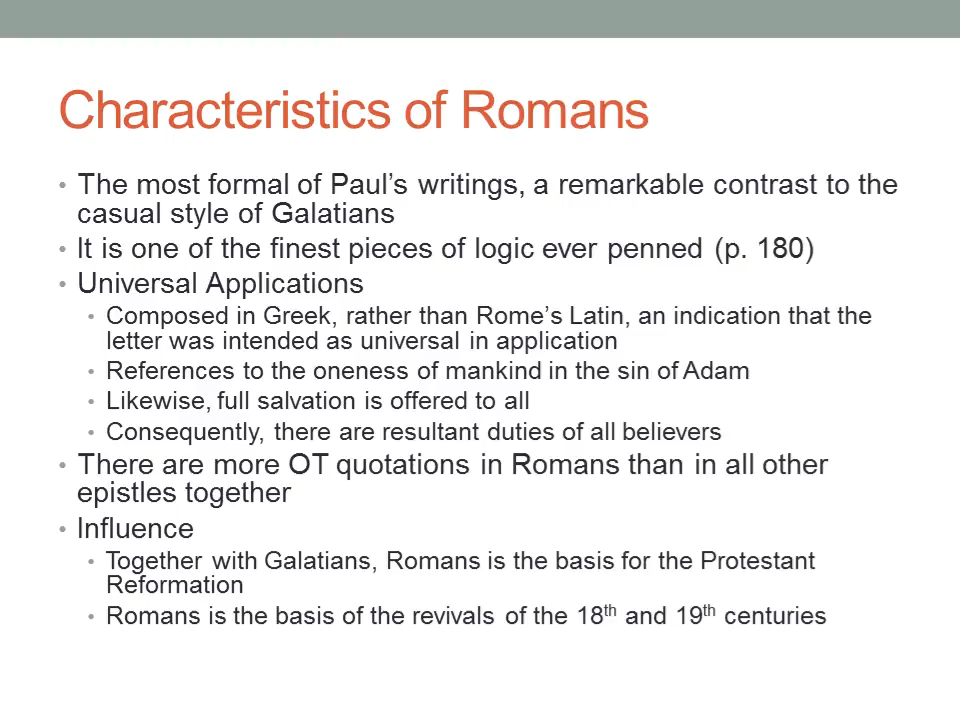 Characteristics of Romans
• The most formal of Paul’s writings, a remarkable contrast to the
casual style of Galatians
• It is one of the finest pieces of logic ever penned (p. 180)
• Universal Applications
• Composed in Greek, rather than Rome’s Latin, an indication that the
letter was intended as universal in application
• References to the oneness of mankind in the sin of Adam
• Likewise, full salvation is offered to all
• Consequently, there are resultant duties of all believers
• There are more OT quotations in Romans than in all other
epistles together
• Influence
• Together with Galatians, Romans is the basis for the Protestant
Reformation
• Romans is the basis of the revivals of the 18th and 19th centuries